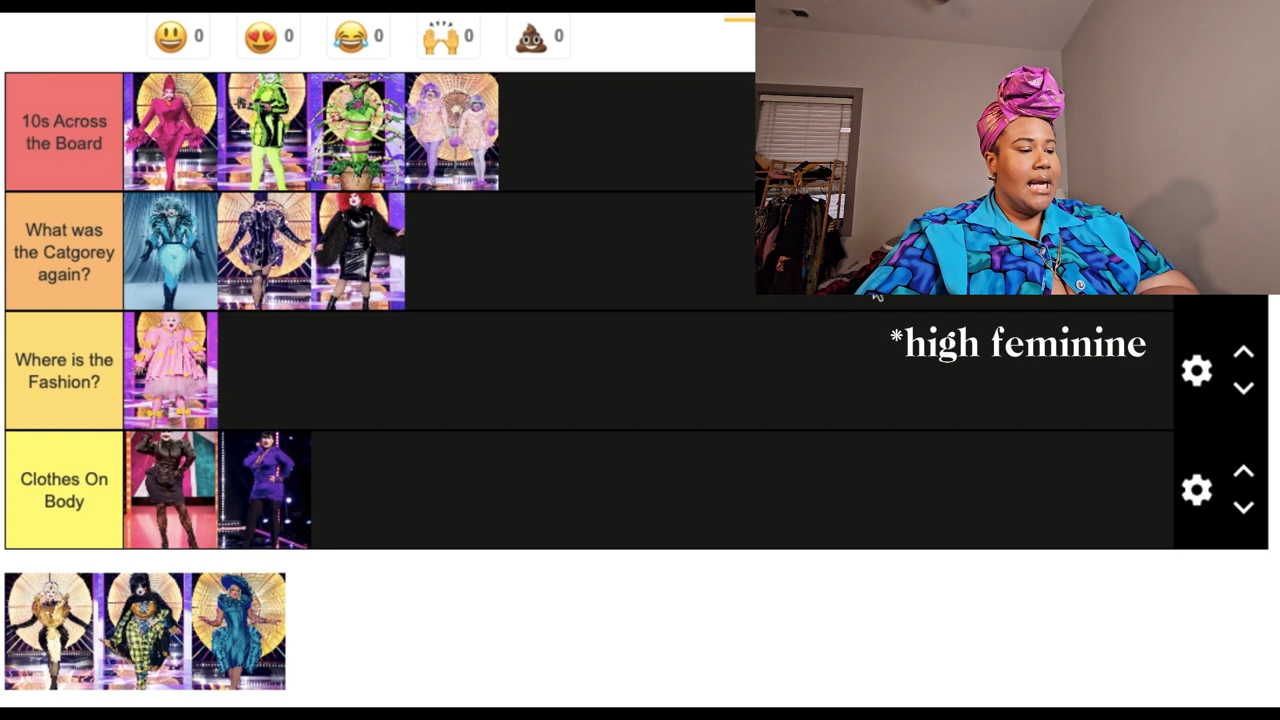 0 0 0 0 0
10s Across
the Board
What was
the Catgorey
again?
Where is the
Fashion?
*high feminine
Clothes On
Body